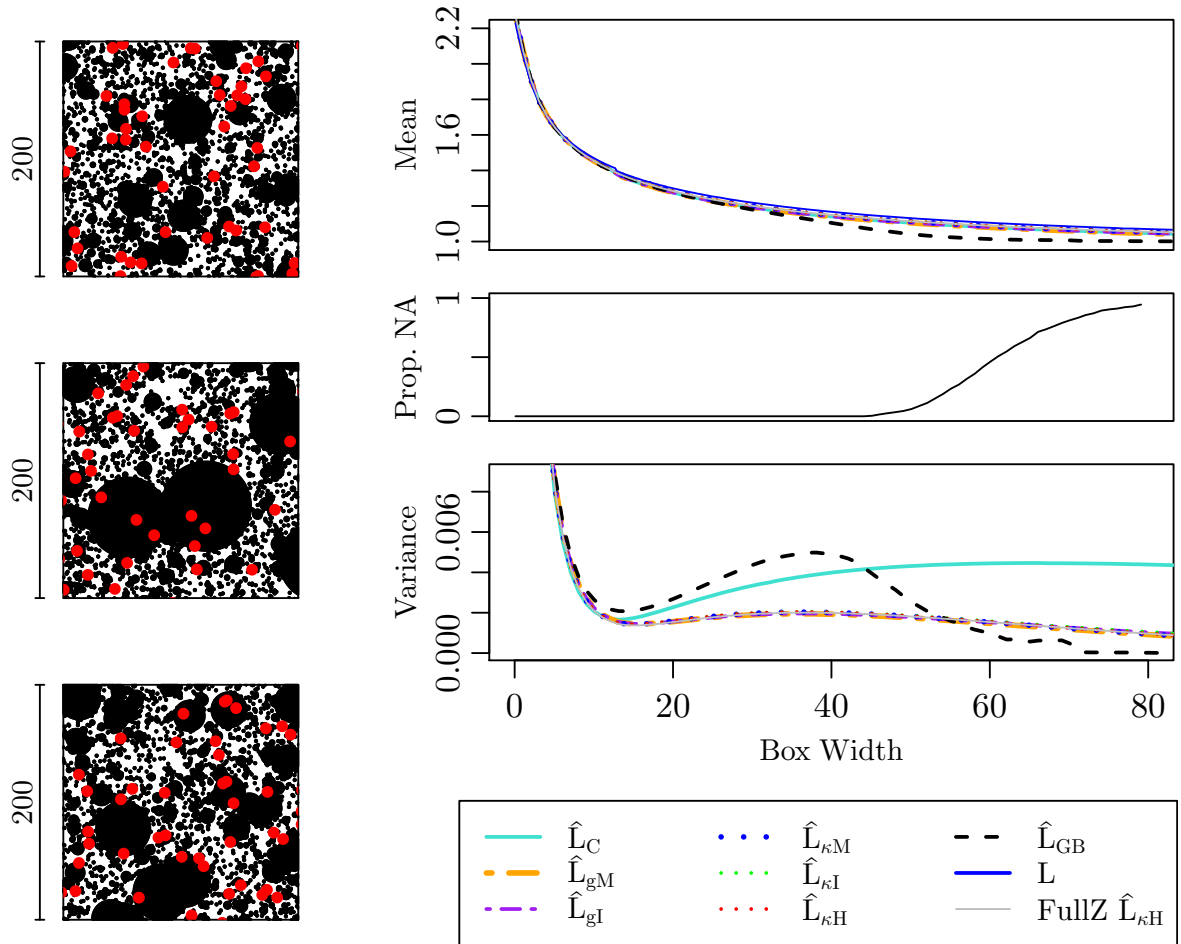 200
200
200
Mean
2.2
1.6
1.0
Prop. NA
1
0
Variance
0.006
0.000
0 20 40 60 80
Box Width
L̂C L̂κM L̂GB
L̂gM L̂κI L
L̂gI L̂κH FullZ L̂κH